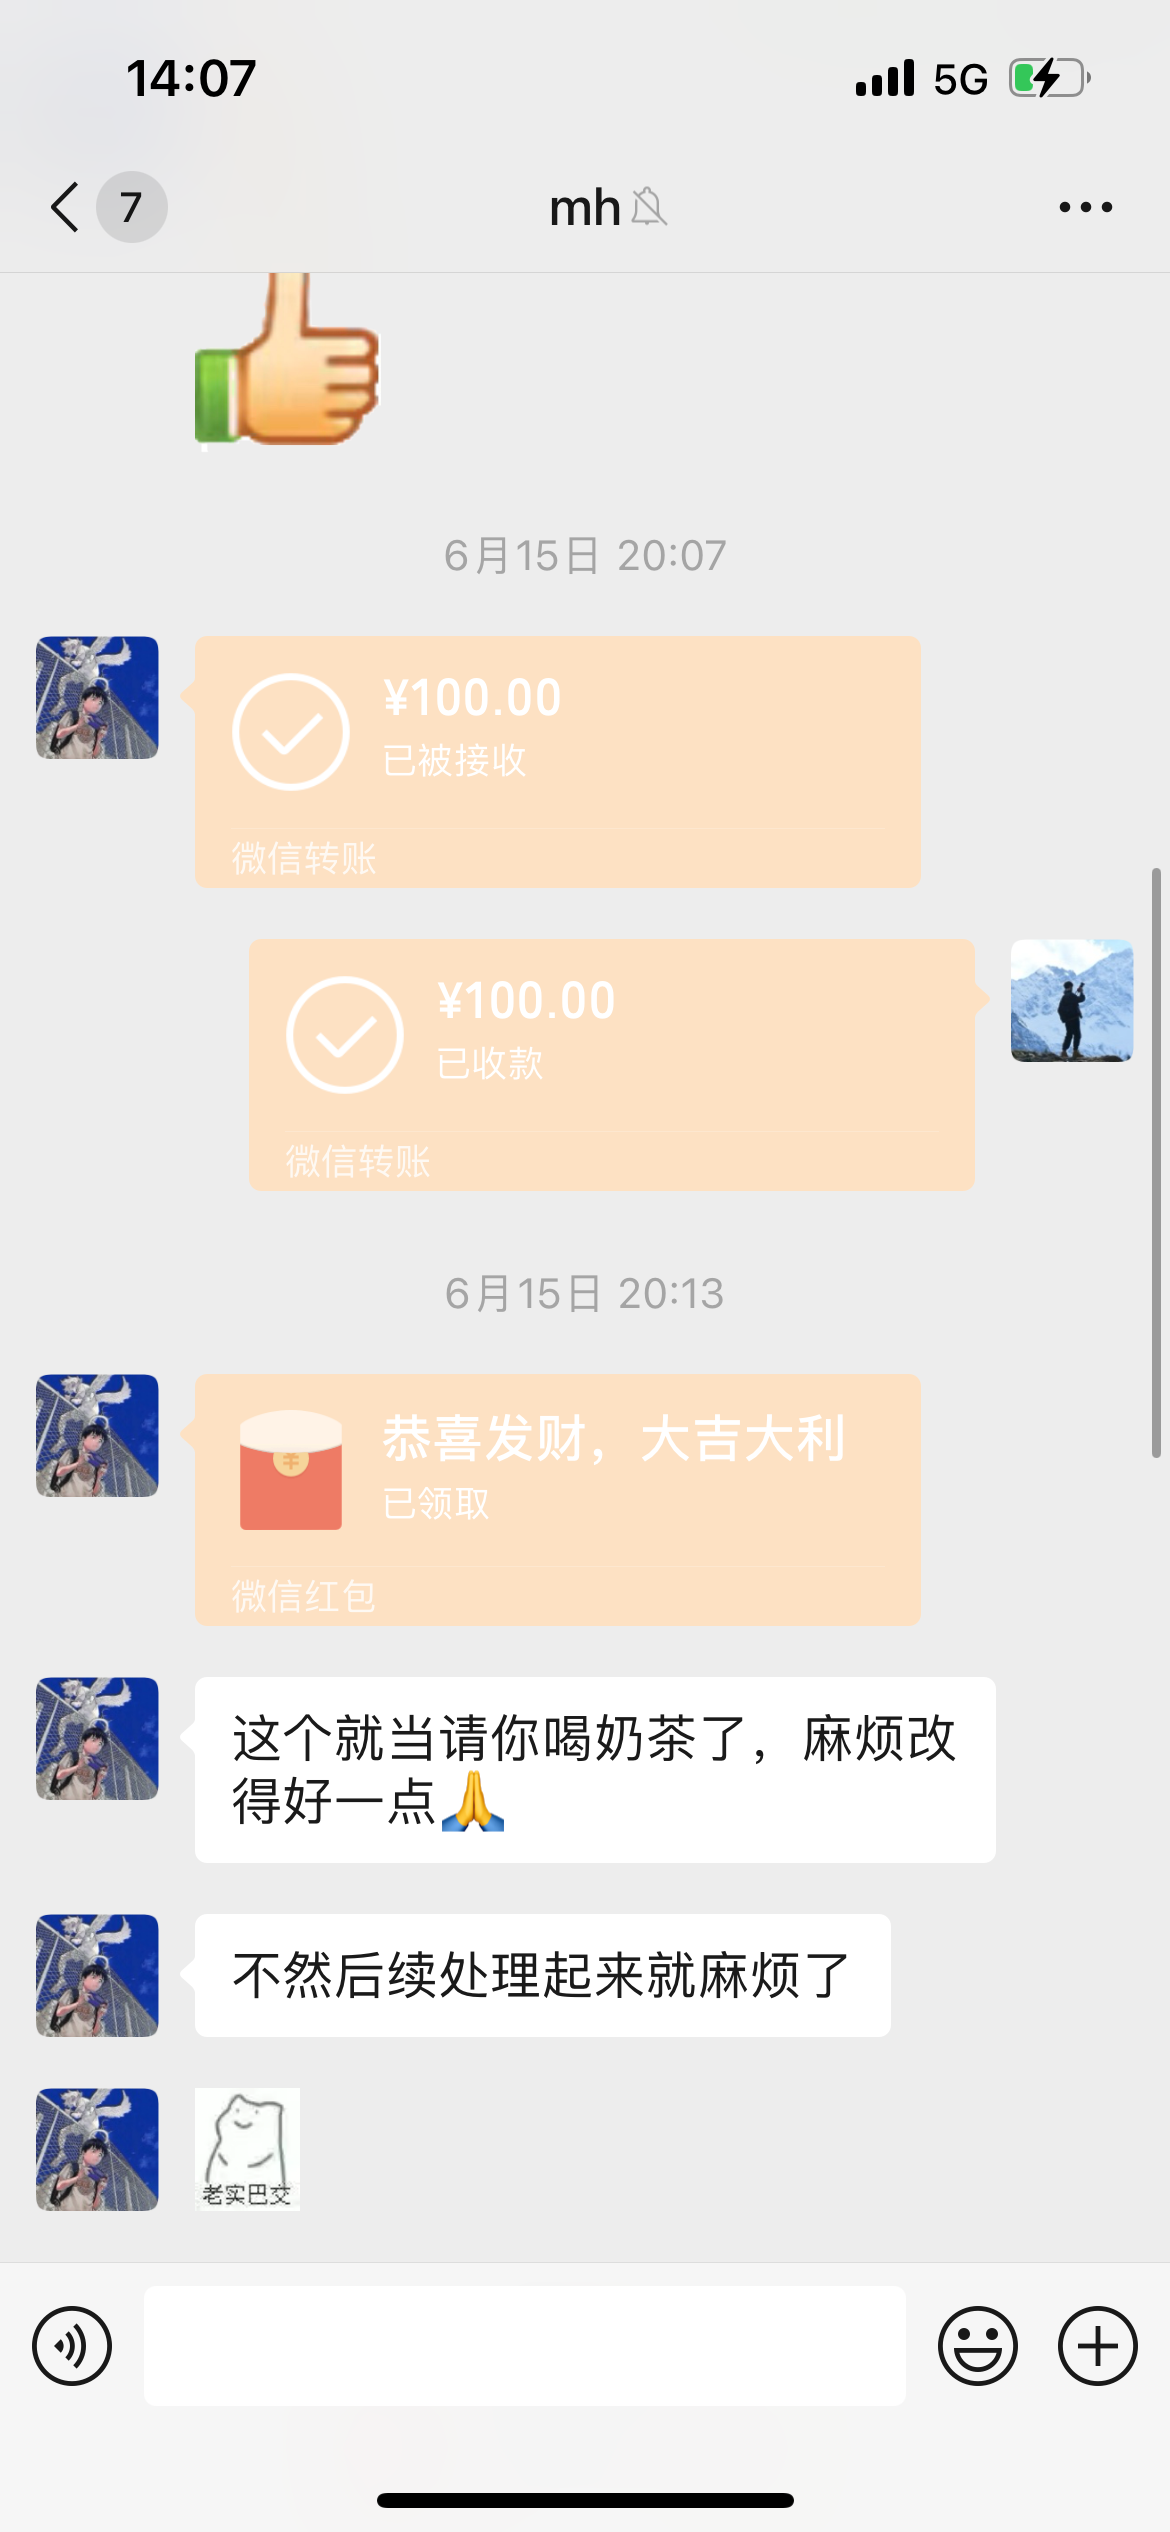 14:07
5G
7
mh
6月15日 20:07
¥100.00
已被接收
微信转账
¥100.00
已收款
微信转账
6月15日 20:13
恭喜发财，大吉大利
已领取
微信红包
这个就当请你喝奶茶了，麻烦改
得好一点🙏
不然后续处理起来就麻烦了
老实巴交